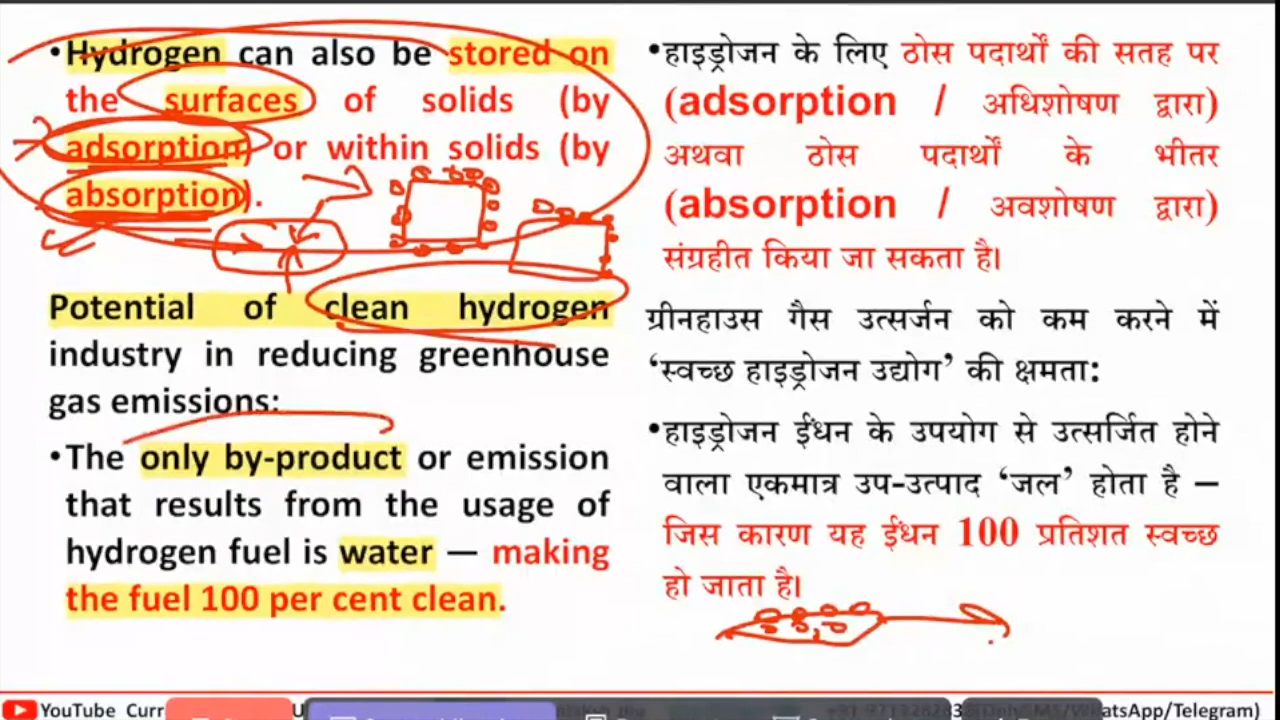 •Hydrogen can also be stored on
the surfaces of solids (by
adsorption) or within solids (by
absorption).
Potential of clean hydrogen
industry in reducing greenhouse
gas emissions:
•The only by-product or emission
that results from the usage of
hydrogen fuel is water — making
the fuel 100 per cent clean.
•हाइड्रोजन के लिए ठोस पदार्थों की सतह पर
(adsorption / अधिशोषण द्वारा)
अथवा ठोस पदार्थों के भीतर
(absorption / अवशोषण द्वारा)
संग्रहीत किया जा सकता है।
ग्रीनहाउस गैस उत्सर्जन को कम करने में
‘स्वच्छ हाइड्रोजन उद्योग’ की क्षमता:
•हाइड्रोजन ईंधन के उपयोग से उत्सर्जित होने
वाला एकमात्र उप-उत्पाद ‘जल’ होता है –
जिस कारण यह ईंधन 100 प्रतिशत स्वच्छ
हो जाता है।
YouTube SMS/WhatsApp/Telegram)